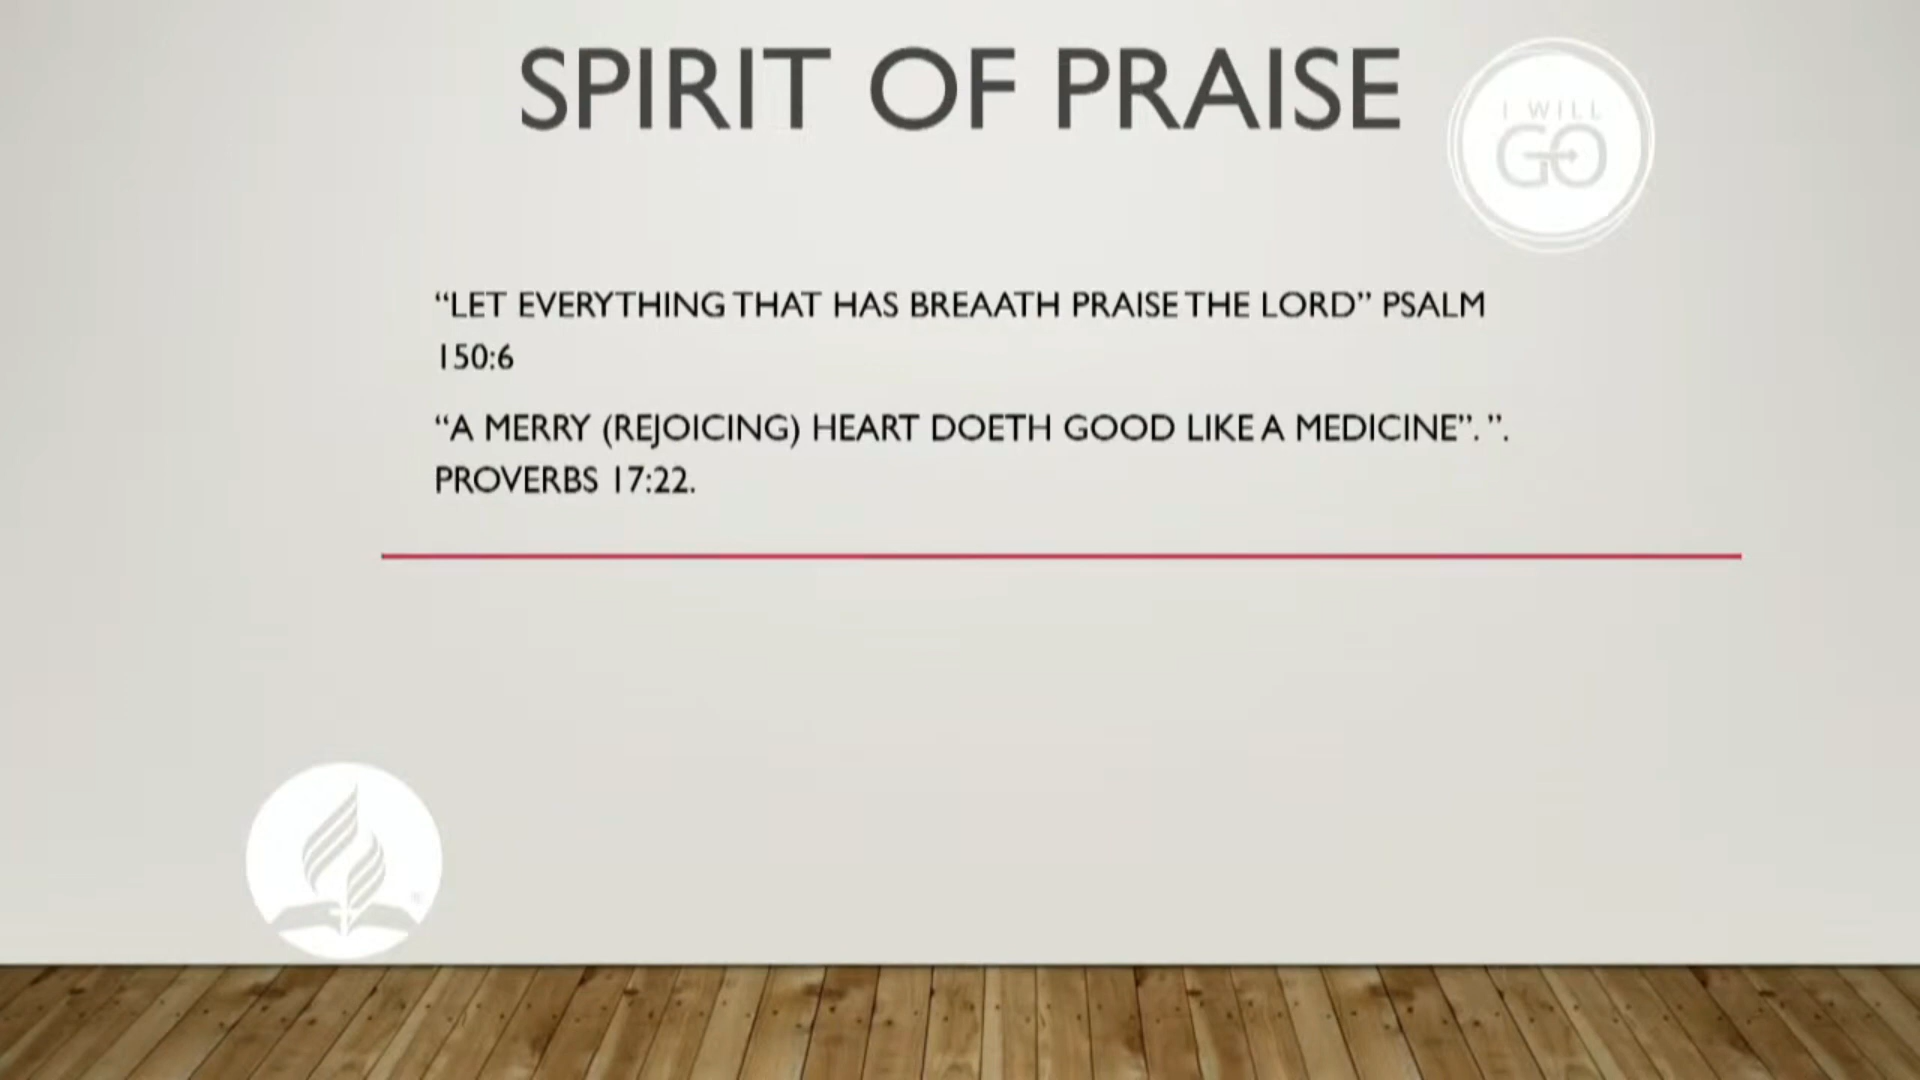 SPIRIT OF PRAISE
I WILL
GO
“LET EVERYTHING THAT HAS BREAATH PRAISE THE LORD” PSALM
150:6
“A MERRY (REJOICING) HEART DOETH GOOD LIKE A MEDICINE”. ”.
PROVERBS 17:22.